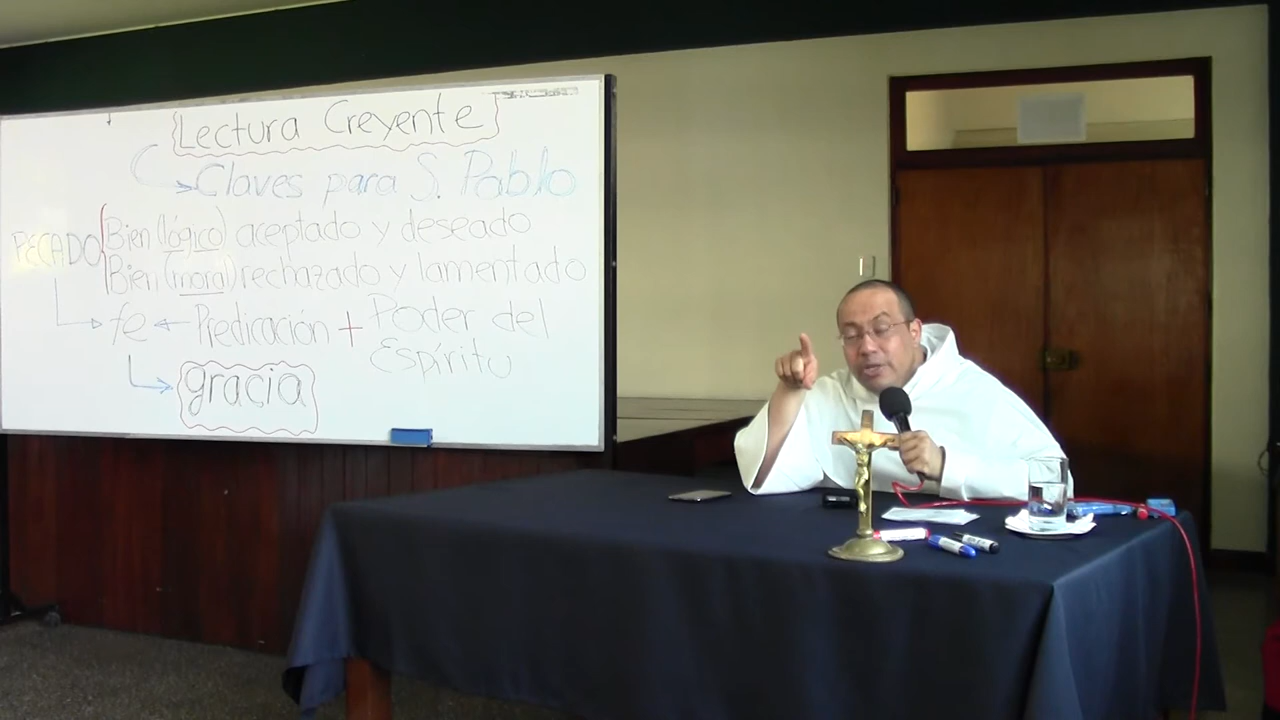 Lectura Creyente
Claves para S. Pablo
PECADO
Bien (lógico) aceptado y deseado
Bien (moral) rechazado y lamentado
fe Predicación + Poder del Espíritu
gracia